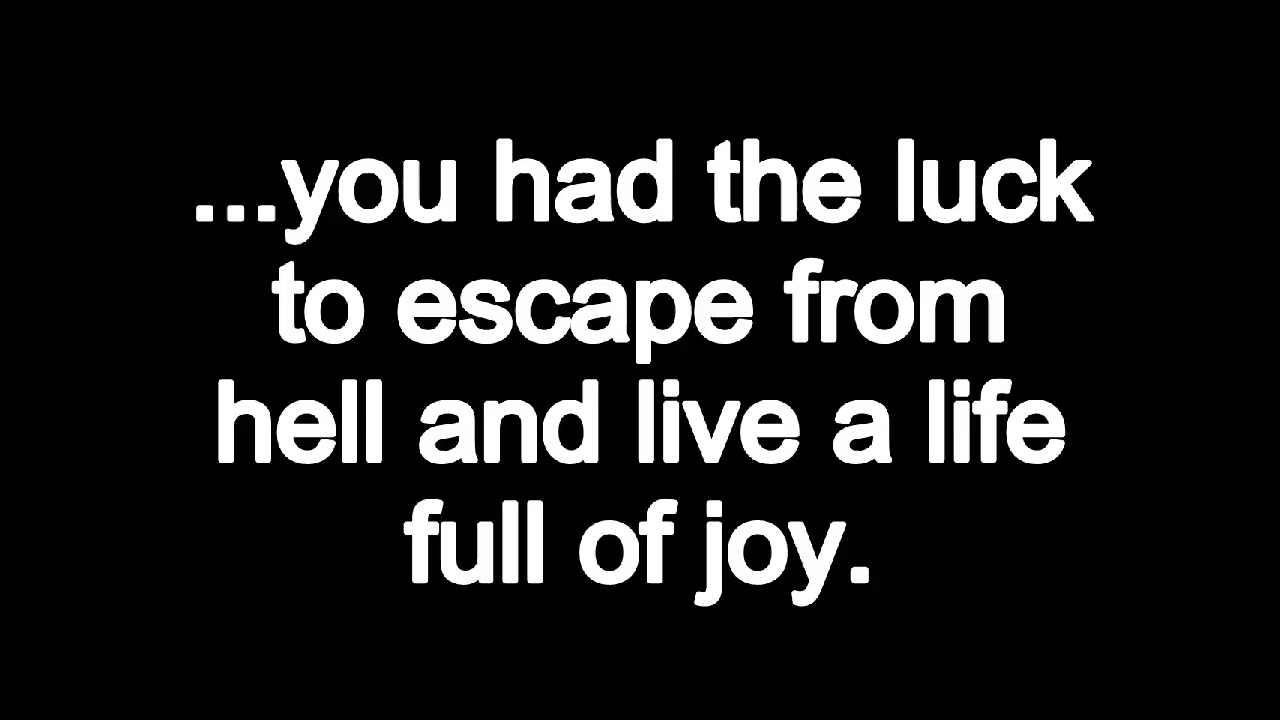 ...you had the luck
to escape from
hell and live a life
full of joy.